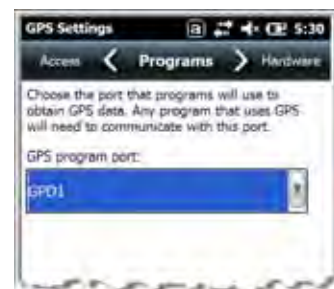 GPS Settings 5:30
Access Programs Hardware
Choose the port that programs will use to
obtain GPS data. Any program that uses GPS
will need to communicate with this port.
GPS program port:
GPD1